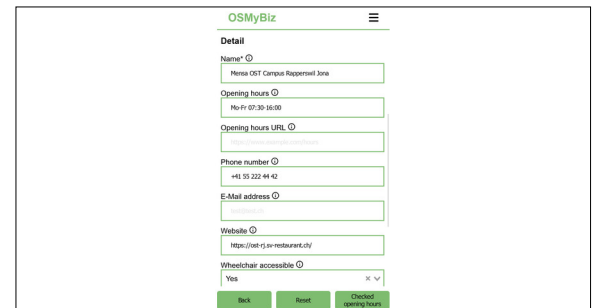 OSMyBiz
Detail
Name* ⓘ
Mensa OST Campus Rapperswil Jona
Opening hours ⓘ
Mo-Fr 07:30-16:00
Opening hours URL ⓘ
Phone number ⓘ
+41 55 222 44 42
E-Mail address ⓘ
Website ⓘ
https://ost-rj.sv-restaurant.ch/
Wheelchair accessible ⓘ
Yes
Back
Reset
Checked
opening hours